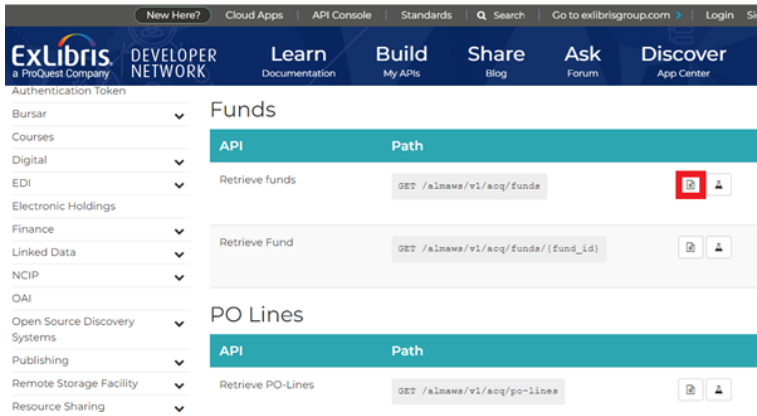 New Here? Cloud Apps API Console Standards Search Go to exlibrisgroup.com Login
ExLibris DEVELOPER NETWORK
a ProQuest Company
Learn Build Share Ask Discover
Documentation My APIs Blog Forum App Center
Authentication Token
Bursar
Courses
Digital
EDI
Electronic Holdings
Finance
Linked Data
NCIP
OAI
Open Source Discovery
Systems
Publishing
Remote Storage Facility
Resource Sharing
Funds
API Path
Retrieve funds GET /almaws/v1/acq/funds
Retrieve Fund GET /almaws/v1/acq/funds/{fund_id}
PO Lines
API Path
Retrieve PO-Lines GET /almaws/v1/acq/po-lines